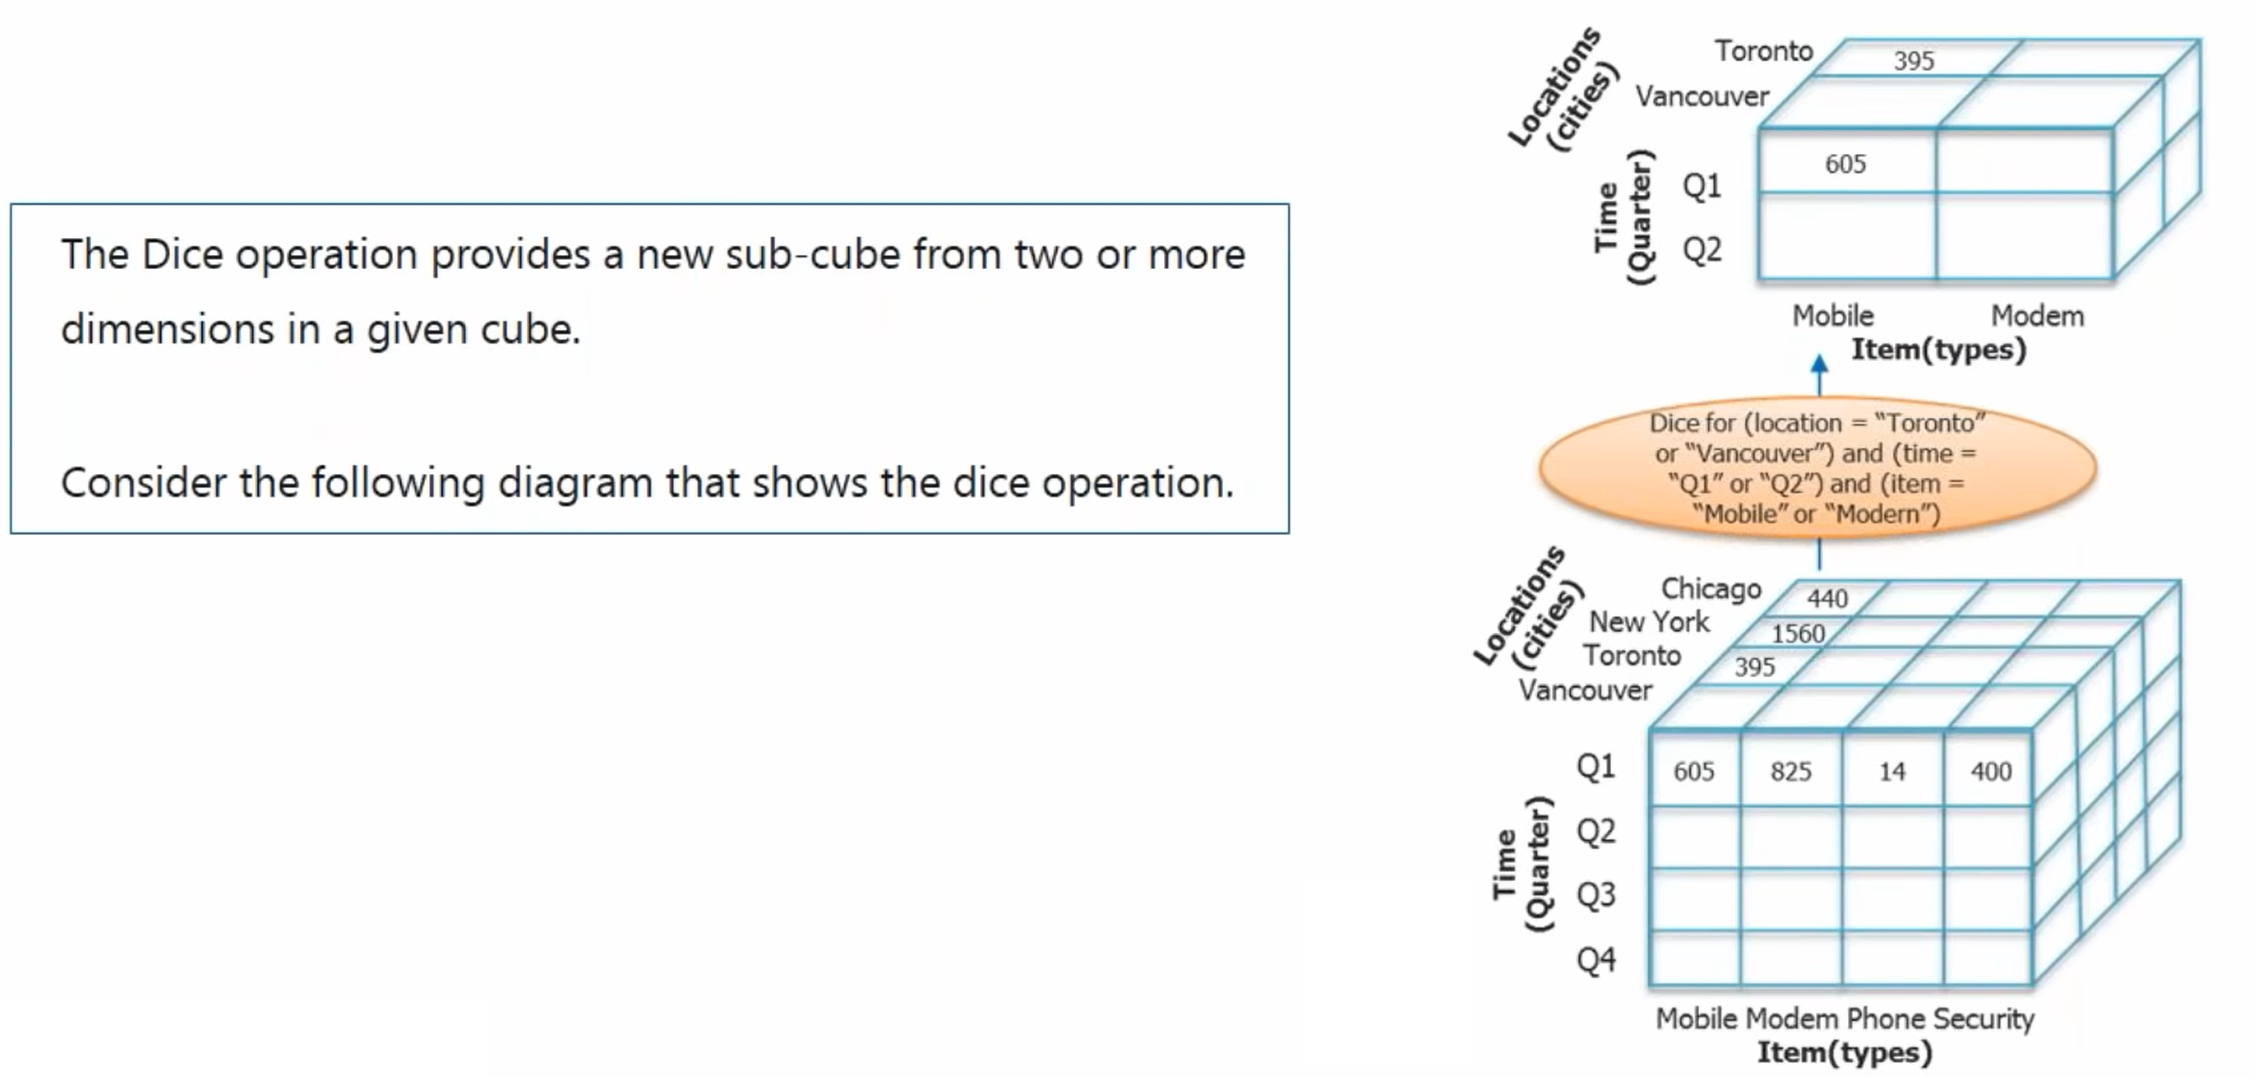 The Dice operation provides a new sub-cube from two or more
dimensions in a given cube.
Consider the following diagram that shows the dice operation.
Locations
(cities)
Toronto
395
Vancouver
Time
(Quarter)
Q1
605
Q2
Mobile Modem
Item(types)
Dice for (location = “Toronto”
or “Vancouver”) and (time =
“Q1” or “Q2”) and (item =
“Mobile” or “Modern”)
Locations
(cities)
Chicago
440
New York
1560
Toronto
395
Vancouver
Time
(Quarter)
Q1
605 825 14 400
Q2
Q3
Q4
Mobile Modem Phone Security
Item(types)